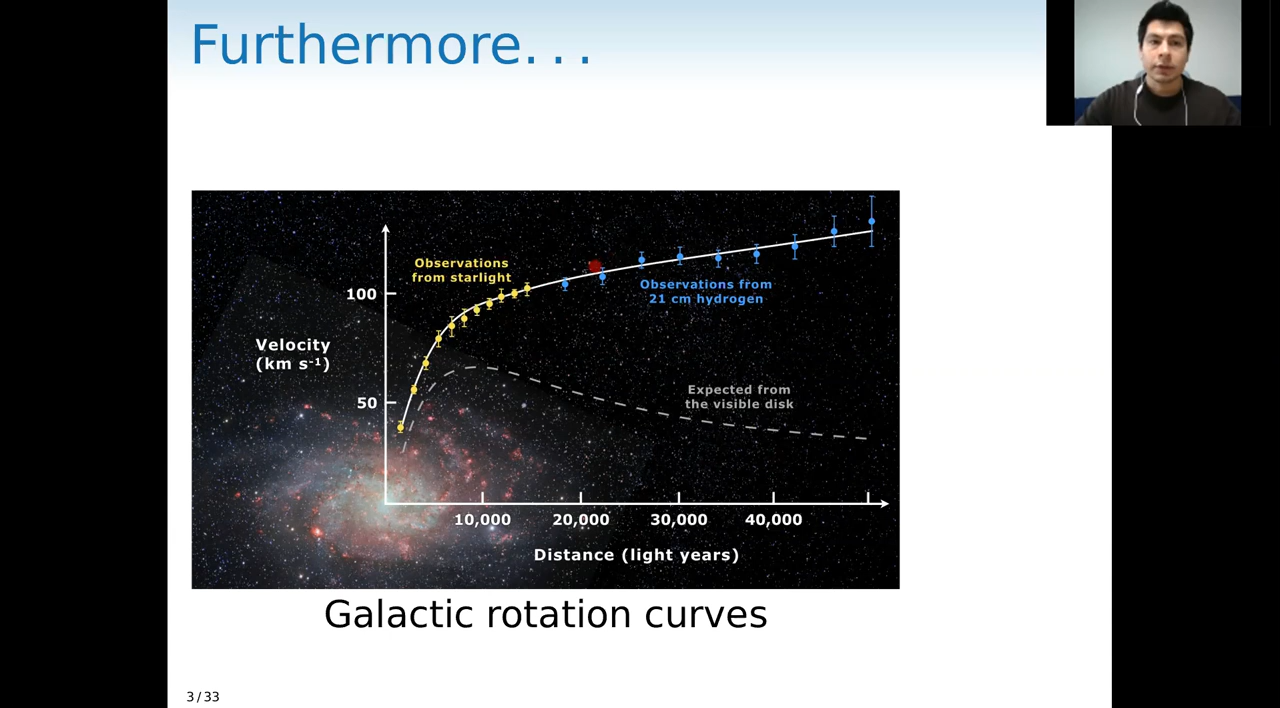 Furthermore. . .
Observations
from starlight
100
Observations from
21 cm hydrogen
Velocity
(km s⁻¹)
Expected from
the visible disk
50
10,000
20,000
30,000
40,000
Distance (light years)
Galactic rotation curves
3 / 33